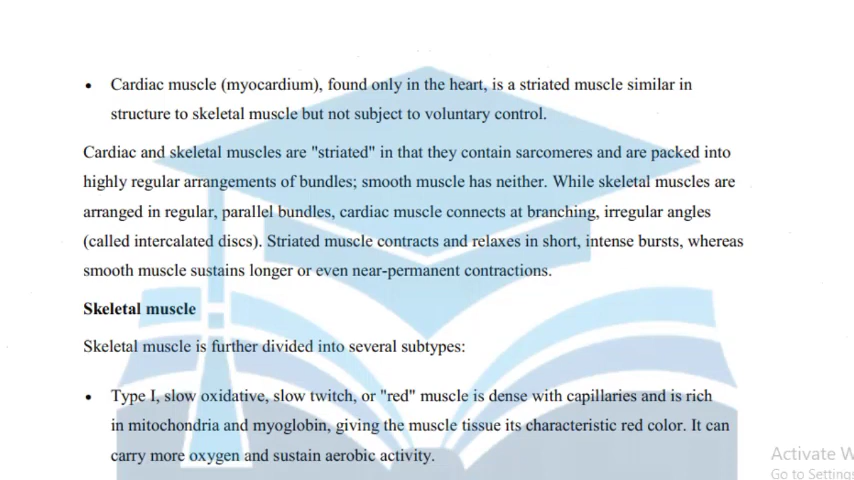 • Cardiac muscle (myocardium), found only in the heart, is a striated muscle similar in
structure to skeletal muscle but not subject to voluntary control.
Cardiac and skeletal muscles are "striated" in that they contain sarcomeres and are packed into
highly regular arrangements of bundles; smooth muscle has neither. While skeletal muscles are
arranged in regular, parallel bundles, cardiac muscle connects at branching, irregular angles
(called intercalated discs). Striated muscle contracts and relaxes in short, intense bursts, whereas
smooth muscle sustains longer or even near-permanent contractions.
Skeletal muscle
Skeletal muscle is further divided into several subtypes:
• Type I, slow oxidative, slow twitch, or "red" muscle is dense with capillaries and is rich
in mitochondria and myoglobin, giving the muscle tissue its characteristic red color. It can
carry more oxygen and sustain aerobic activity.
Activate W
Go to Settings